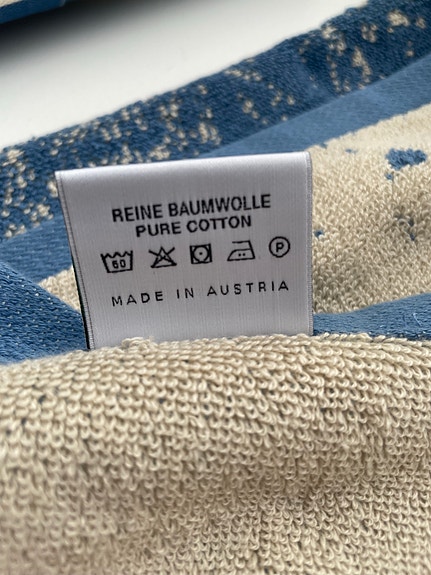 REINE BAUMWOLLE
PURE COTTON
60 P
MADE IN AUSTRIA